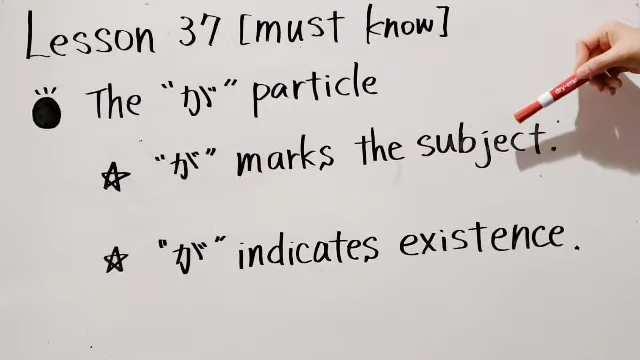 Lesson 37 [must know]
The "が" particle
"が" marks the subject.
"が" indicates existence.